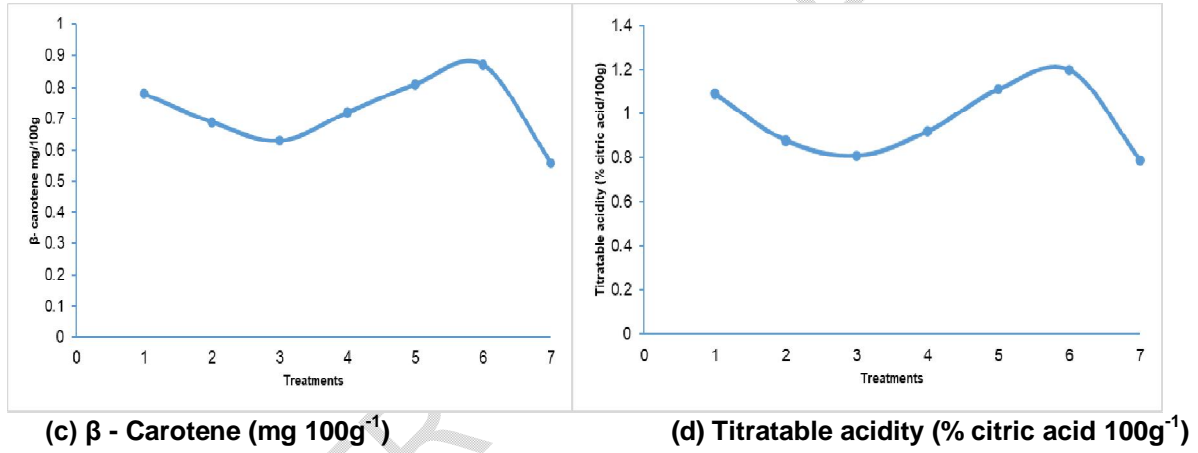 1
0.9
0.8
0.7
0.6
0.5
0.4
0.3
0.2
0.1
0
β- carotene mg/100g
0 1 2 3 4 5 6 7
Treatments
1.4
1.2
1
0.8
0.6
0.4
0.2
0
Titratable acidity (% citric acid/100g)
0 1 2 3 4 5 6 7
Treatments
(c) β - Carotene (mg 100g⁻¹)
(d) Titratable acidity (% citric acid 100g⁻¹)